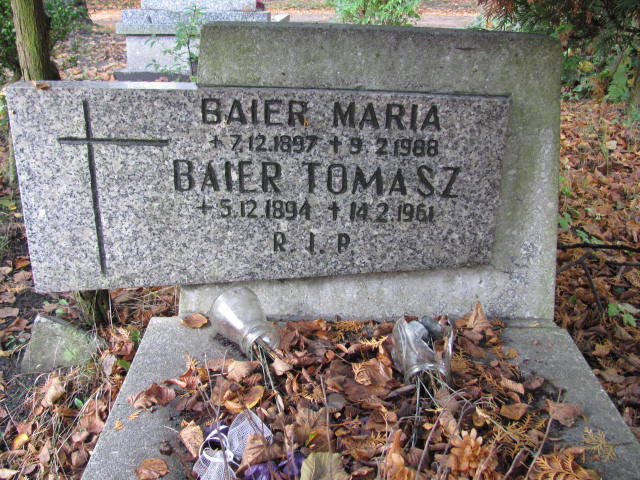 BAIER MARIA
+ 7.12.1897 + 9.2.1988
BAIER TOMASZ
+ 5.12.1894 + 14.2.1961
R. I. P.